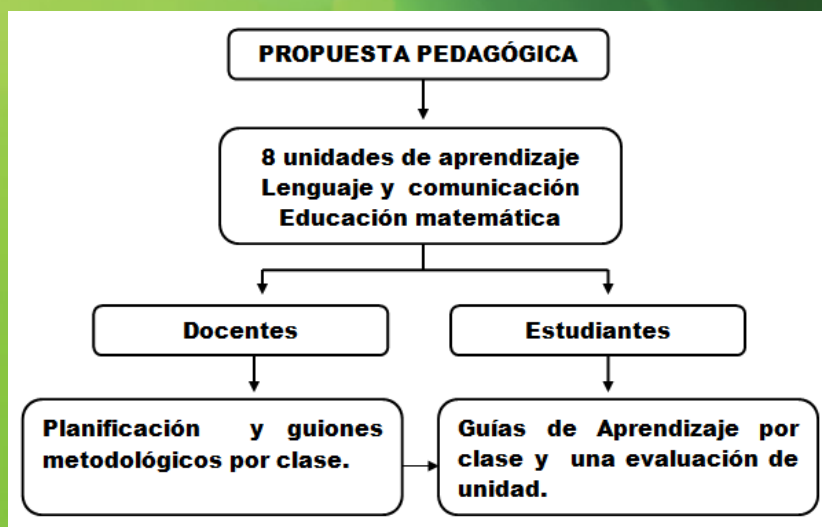 PROPUESTA PEDAGÓGICA
8 unidades de aprendizaje
Lenguaje y comunicación
Educación matemática
Docentes
Estudiantes
Planificación y guiones
metodológicos por clase.
Guías de Aprendizaje por
clase y una evaluación de
unidad.